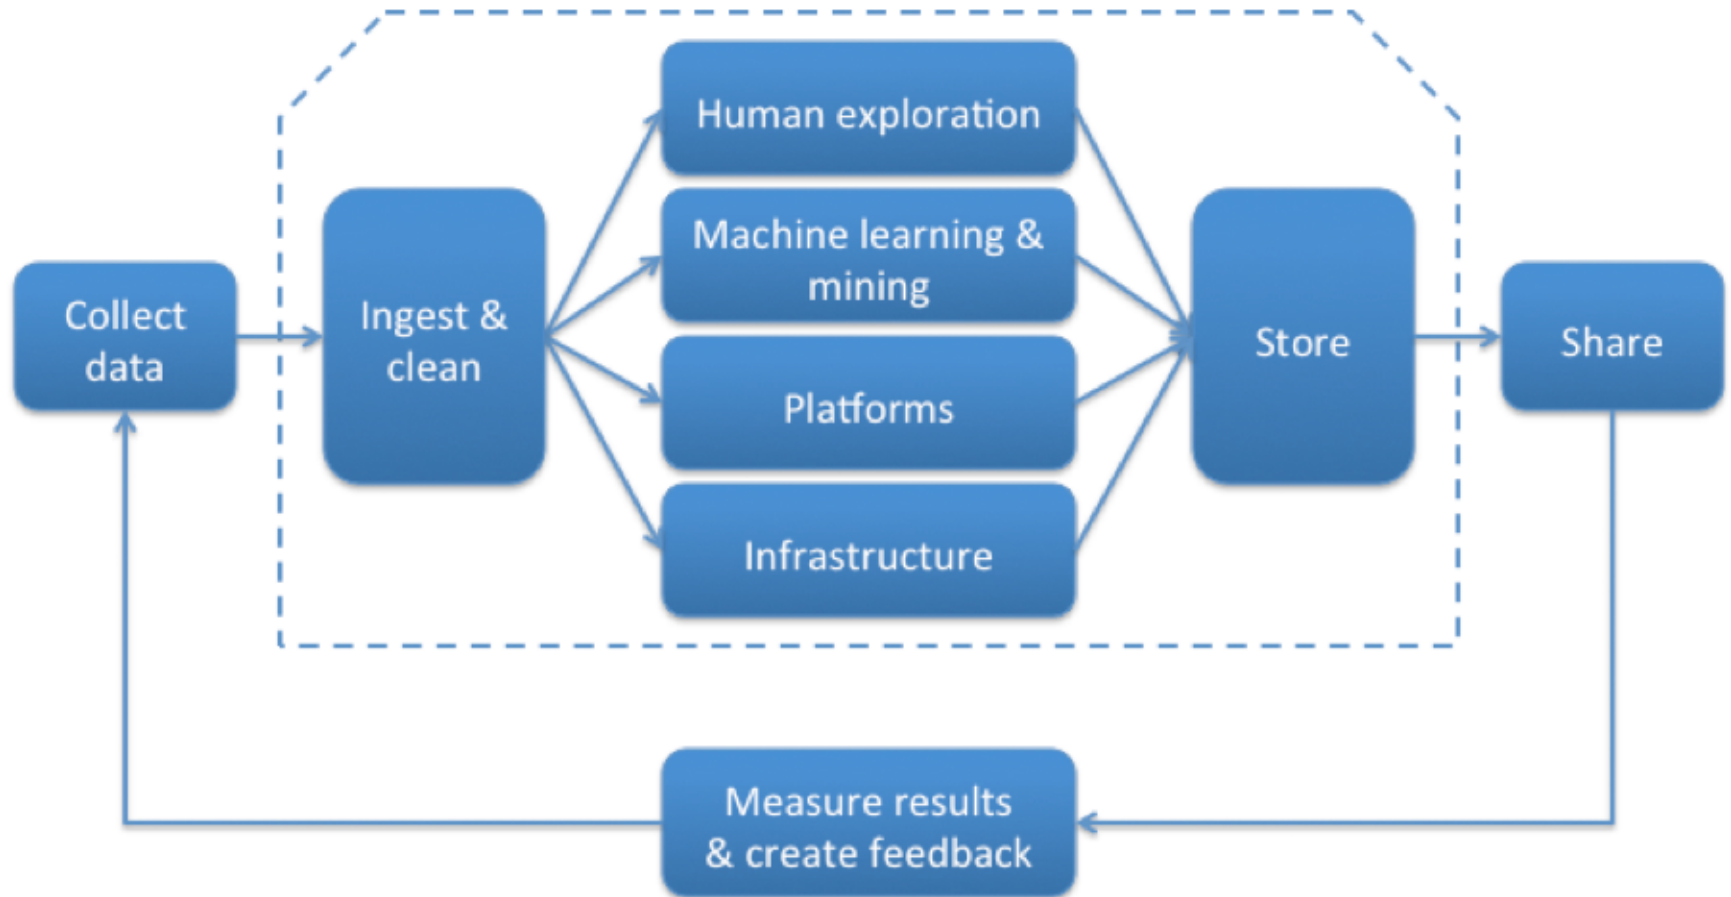 Collect
data
Ingest &
clean
Human exploration
Machine learning &
mining
Platforms
Infrastructure
Store
Share
Measure results
& create feedback